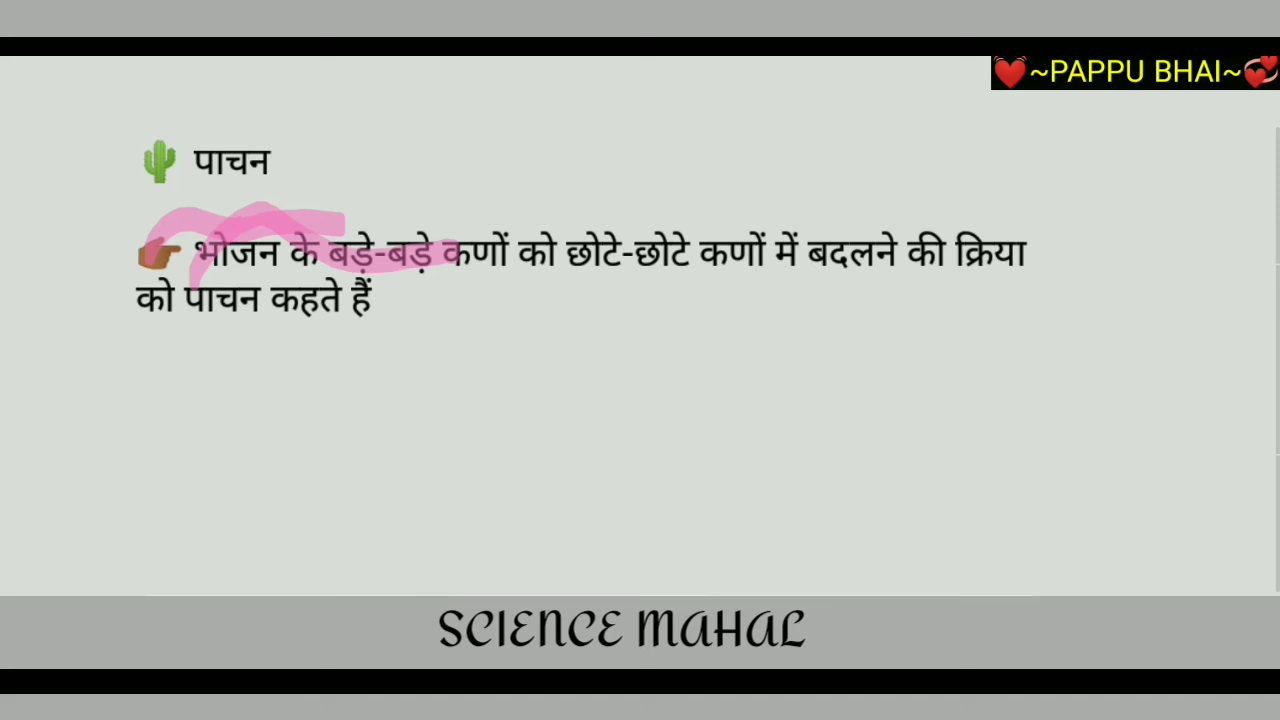 ❤️~PAPPU BHAI~💞
🌵 पाचन
👉🏾 भोजन के बड़े-बड़े कणों को छोटे-छोटे कणों में बदलने की क्रिया
को पाचन कहते हैं
SCIENCE MAHAL